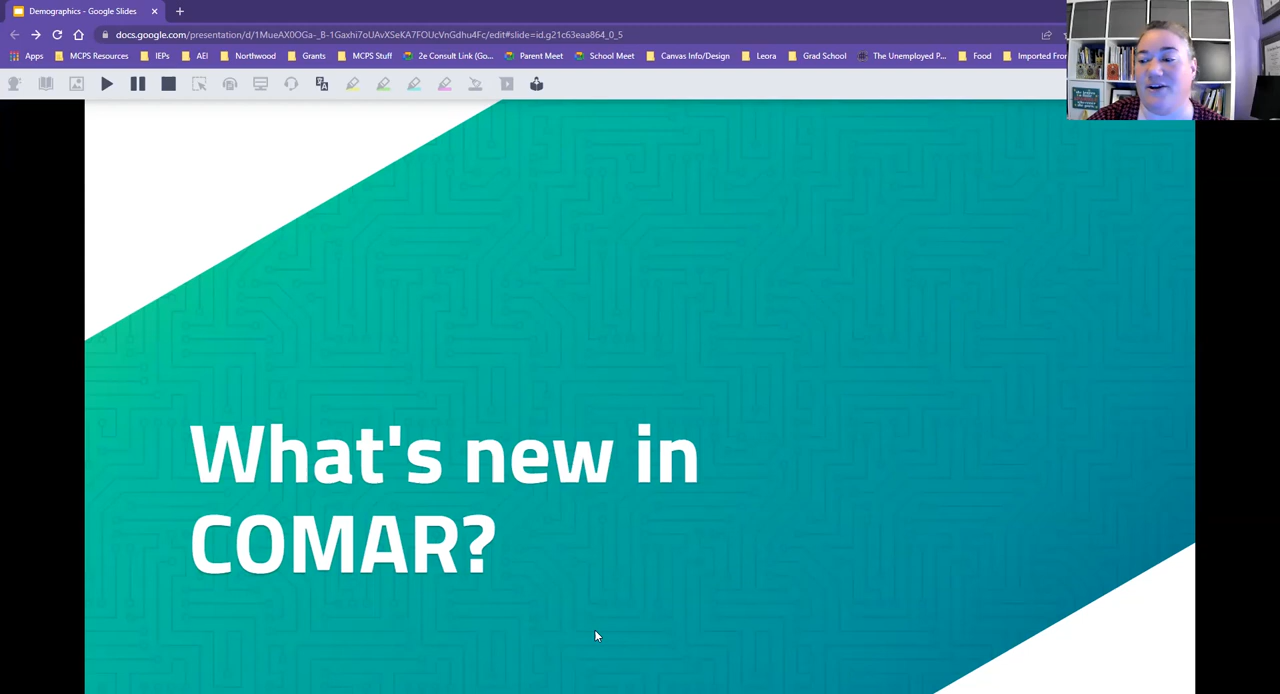 Demographics - Google Slides
docs.google.com/presentation/d/1MueAX0OGa-_B-1Gaxhi7oUAvXSeKA7FOUcVnGdhu4Fc/edit#slide=id.g21c63eaa864_0_5
Apps MCPS Resources IEPs AEI Northwood Grants MCPS Stuff 2e Consult Link (Go... Parent Meet School Meet Canvas Info/Design Leora Grad School The Unemployed P... Food Imported Fro
What's new in
COMAR?